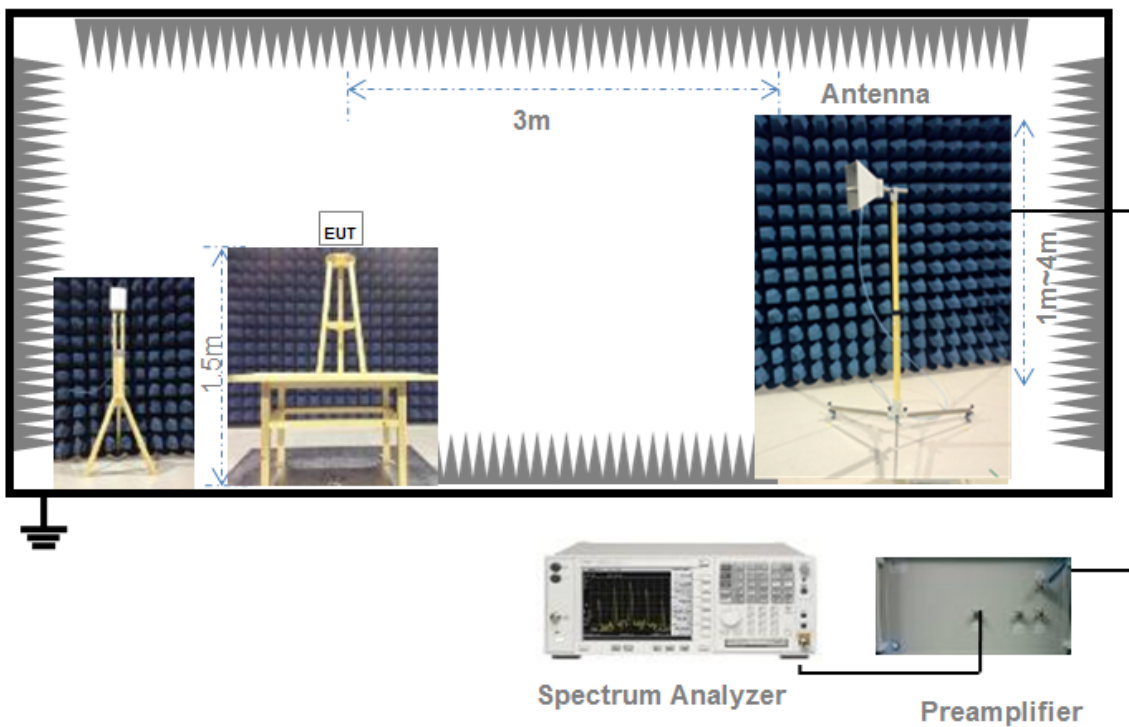 Antenna
3m
EUT
1.5m
1m~4m
Spectrum Analyzer
Preamplifier